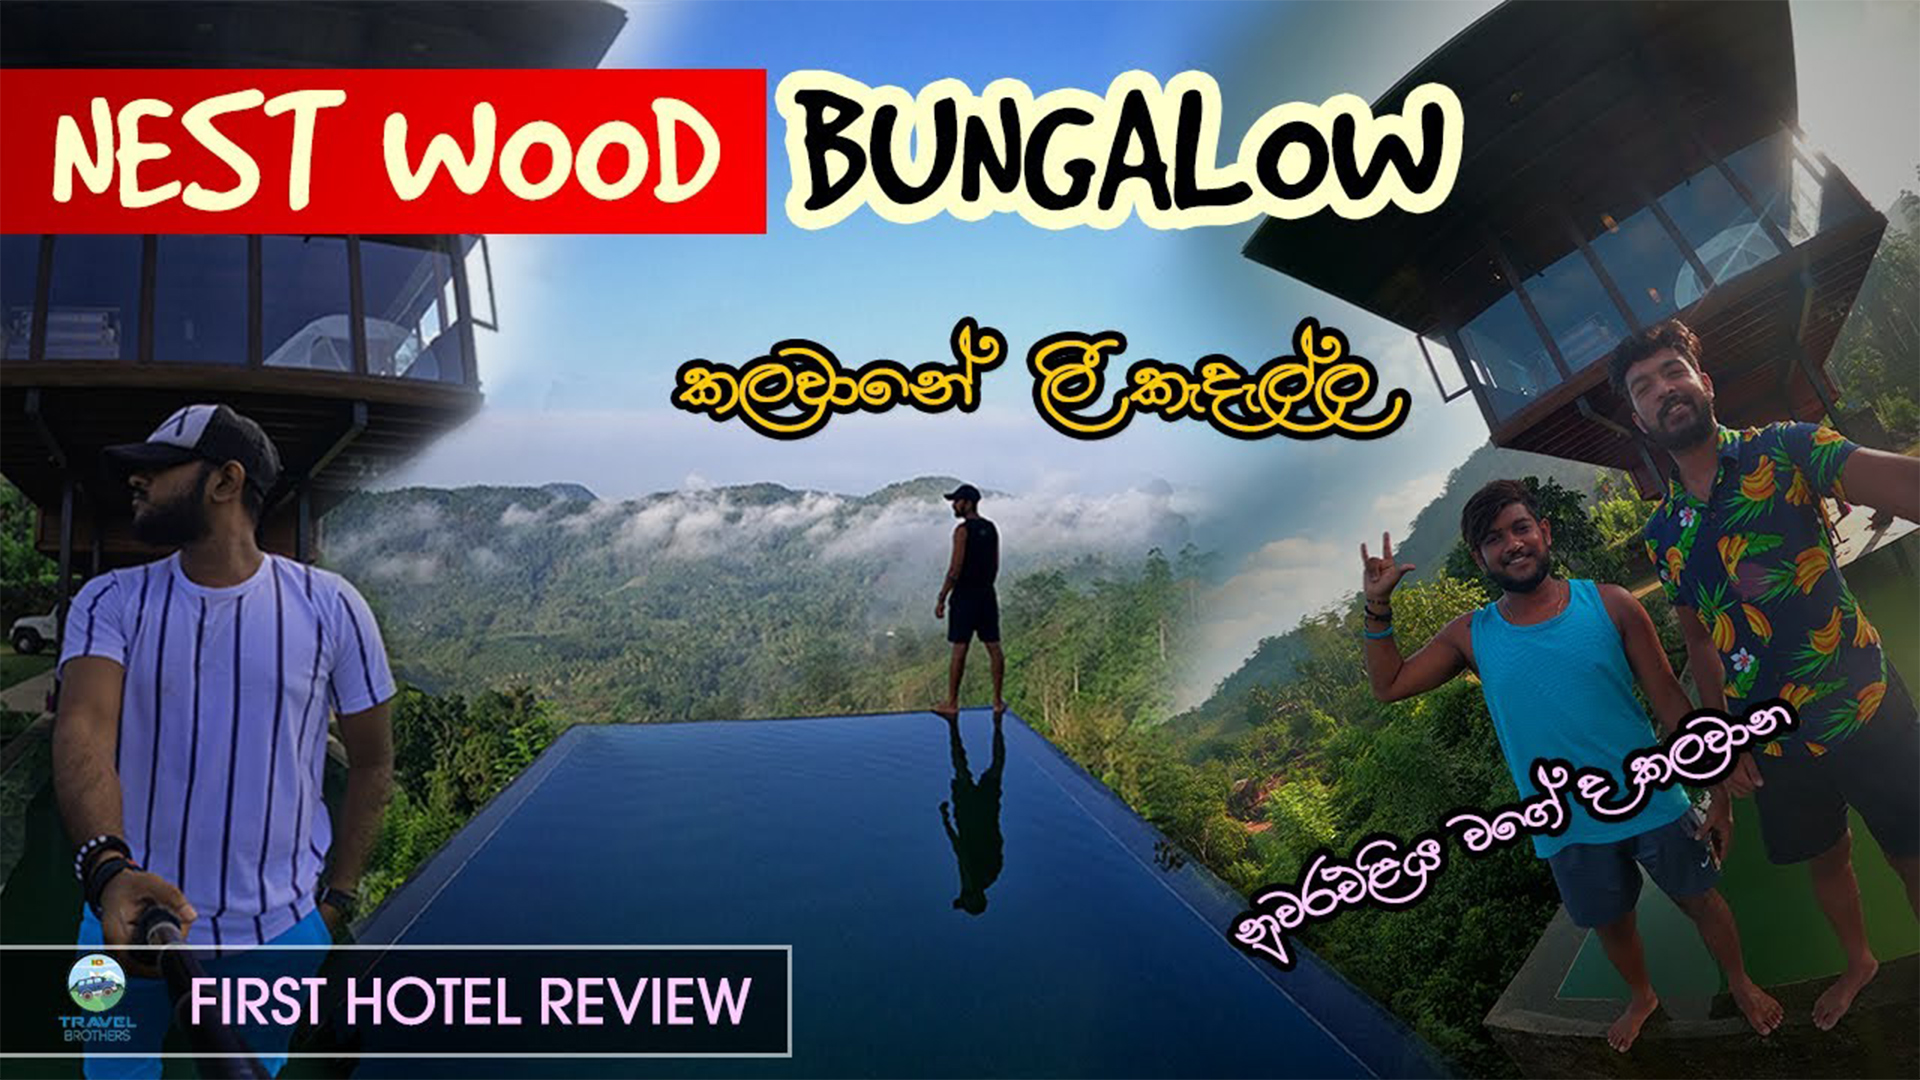 NEST WOOD BUNGALOW
කලවානේ ලී කැදැල්ල
නුවරඑළිය වගේ ද කලවාන
FIRST HOTEL REVIEW
TRAVEL
BROTHERS